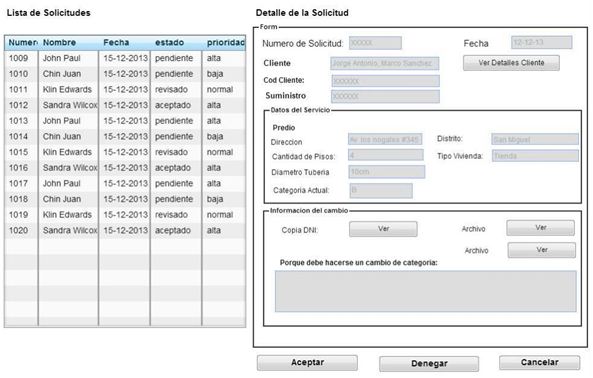 Lista de Solicitudes
Numer Nombre Fecha estado prioridad
1009 John Paul 15-12-2013 pendiente alta
1010 Chin Juan 15-12-2013 pendiente baja
1011 Klin Edwards 15-12-2013 revisado normal
1012 Sandra Wilcox 15-12-2013 aceptado alta
1013 John Paul 15-12-2013 pendiente alta
1014 Chin Juan 15-12-2013 pendiente baja
1015 Klin Edwards 15-12-2013 revisado normal
1016 Sandra Wilcox 15-12-2013 aceptado alta
1017 John Paul 15-12-2013 pendiente alta
1018 Chin Juan 15-12-2013 pendiente baja
1019 Klin Edwards 15-12-2013 revisado normal
1020 Sandra Wilcox 15-12-2013 aceptado alta
Detalle de la Solicitud
Form
Numero de Solicitud: XXXXX Fecha 12-12-13
Cliente Jorge Antonio, Marco Sanchez Ver Detalles Cliente
Cod Cliente: XXXXXX
Suministro XXXXXX
Datos del Servicio
Predio
Direccion Av. los nogales #345 Distrito: San Miguel
Cantidad de Pisos: 4 Tipo Vivienda: Tienda
Diametro Tuberia 10cm
Categoria Actual: B
Informacion del cambio
Copia DNI: Ver Archivo Ver
Archivo Ver
Porque debe hacerse un cambio de categoria:
Aceptar Denegar Cancelar